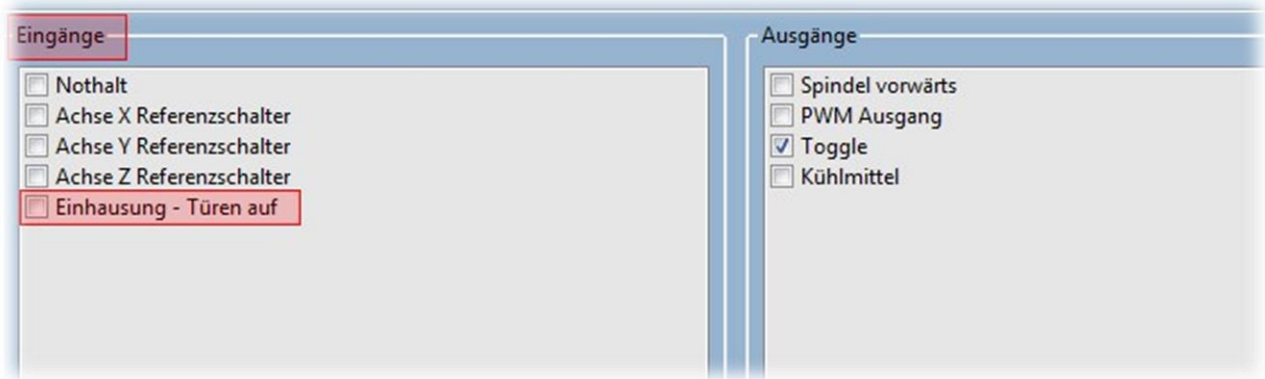 Eingänge
Nothalt
Achse X Referenzschalter
Achse Y Referenzschalter
Achse Z Referenzschalter
Einhausung - Türen auf
Ausgänge
Spindel vorwärts
PWM Ausgang
Toggle
Kühlmittel